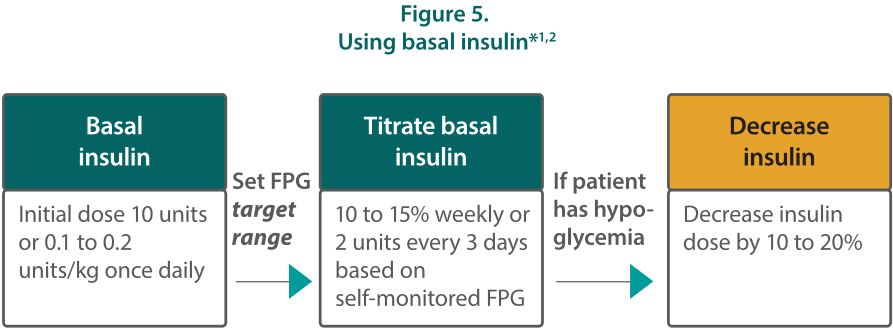 Figure 5.
Using basal insulin*1,2
Basal
insulin
Initial dose 10 units
or 0.1 to 0.2
units/kg once daily
Set FPG
target
range
Titrate basal
insulin
10 to 15% weekly or
2 units every 3 days
based on
self-monitored FPG
If patient
has hypo-
glycemia
Decrease
insulin
Decrease insulin
dose by 10 to 20%